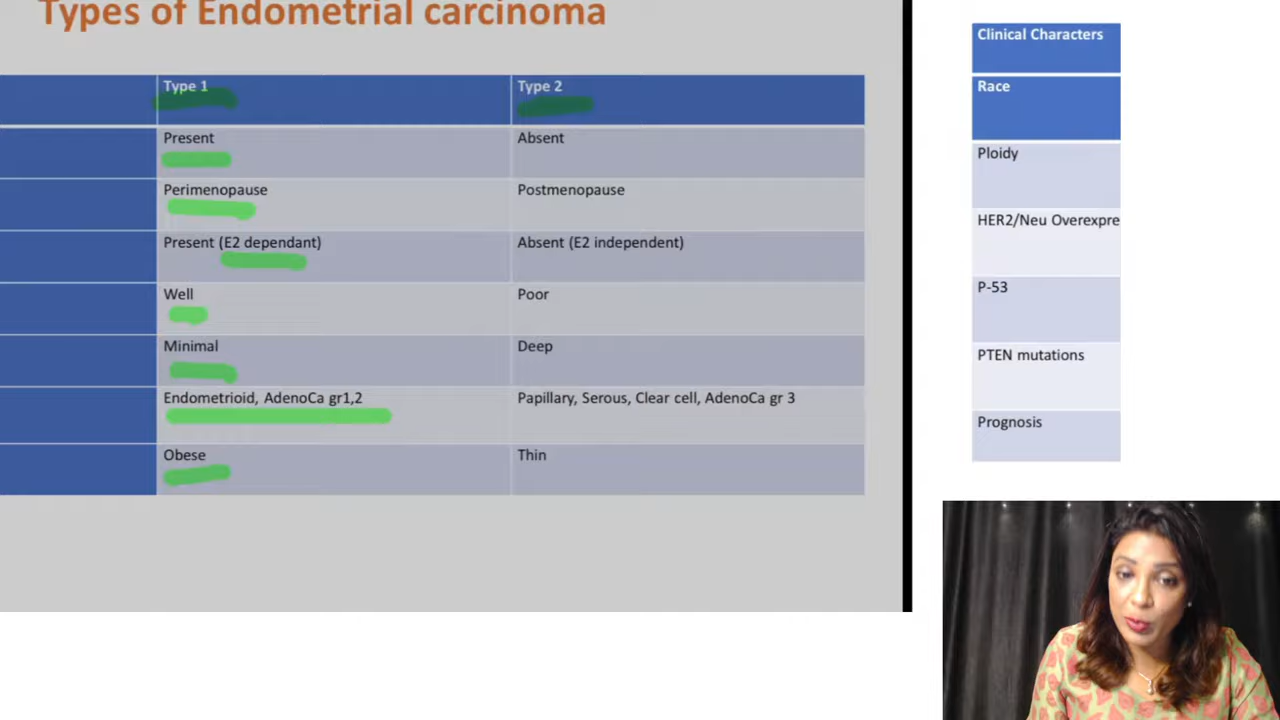 Types of Endometrial carcinoma
Type 1 Type 2
Present Absent
Perimenopause Postmenopause
Present (E2 dependant) Absent (E2 independent)
Well Poor
Minimal Deep
Endometrioid, AdenoCa gr1,2 Papillary, Serous, Clear cell, AdenoCa gr 3
Obese Thin
Clinical Characters
Race
Ploidy
HER2/Neu Overexpre
P-53
PTEN mutations
Prognosis